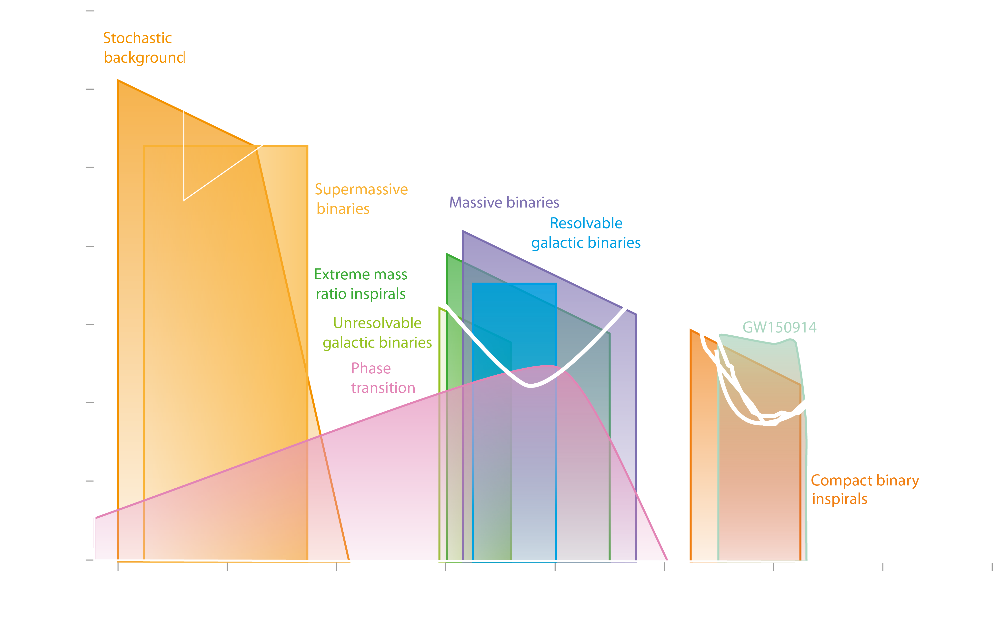 Stochastic
background
Supermassive
binaries
Massive binaries
Resolvable
galactic binaries
Extreme mass
ratio inspirals
Unresolvable
galactic binaries
Phase
transition
GW150914
Compact binary
inspirals